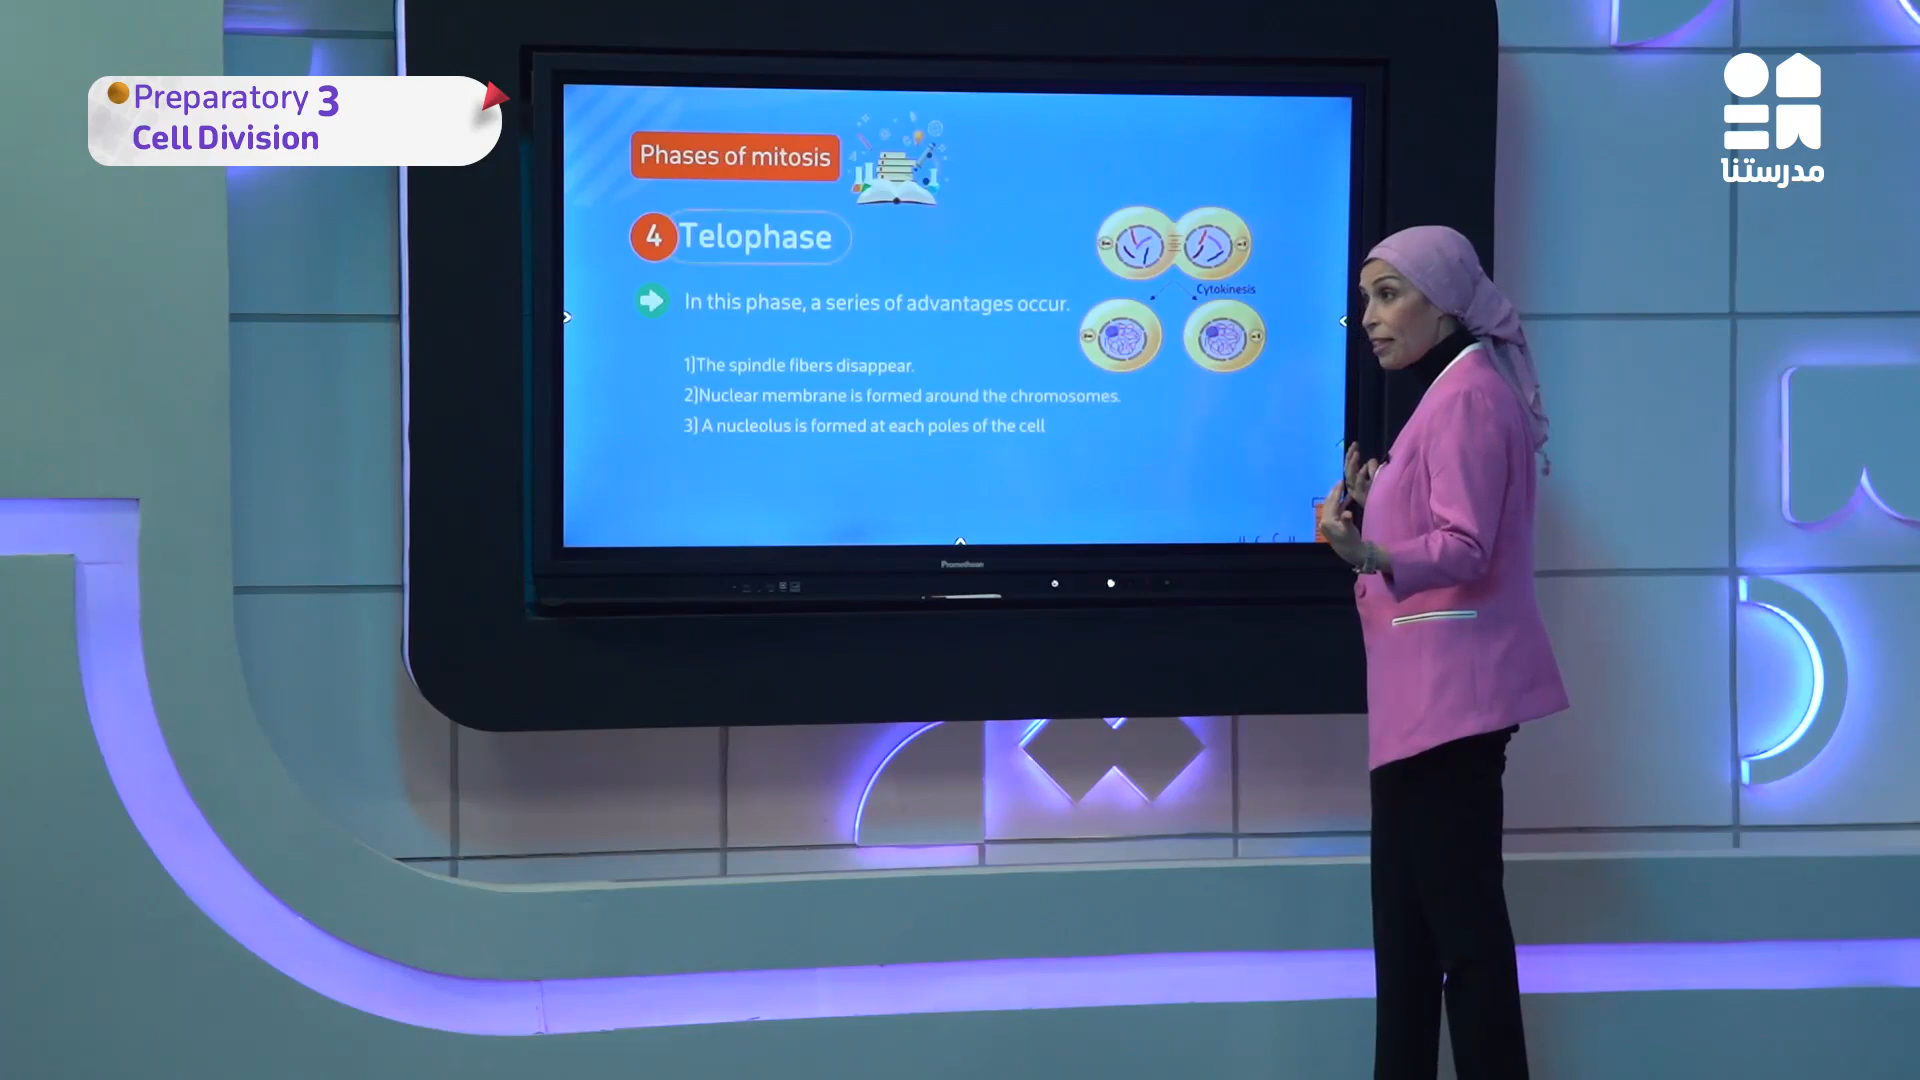 Preparatory 3
Cell Division
مدرستنا
Phases of mitosis
4 Telophase
In this phase, a series of advantages occur.
Cytokinesis
1]The spindle fibers disappear.
2]Nuclear membrane is formed around the chromosomes.
3] A nucleolus is formed at each poles of the cell
Promethean